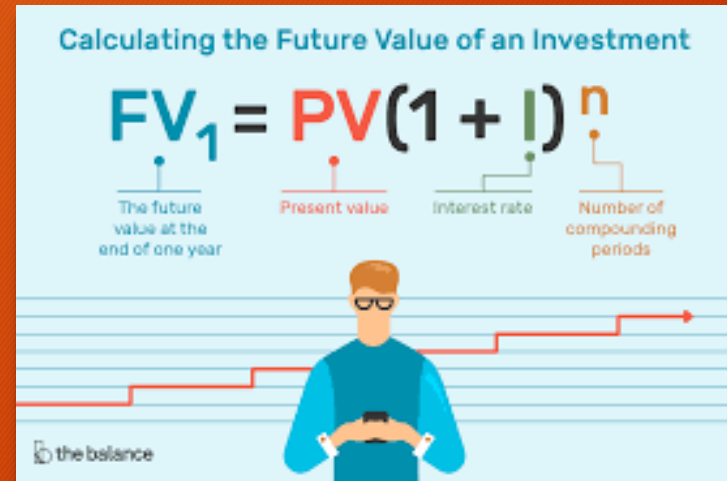 Calculating the Future Value of an Investment
FV1 = PV(1 + I)n
The future
value at the
end of one year
Present value
Interest rate
Number of
compounding
periods
the balance